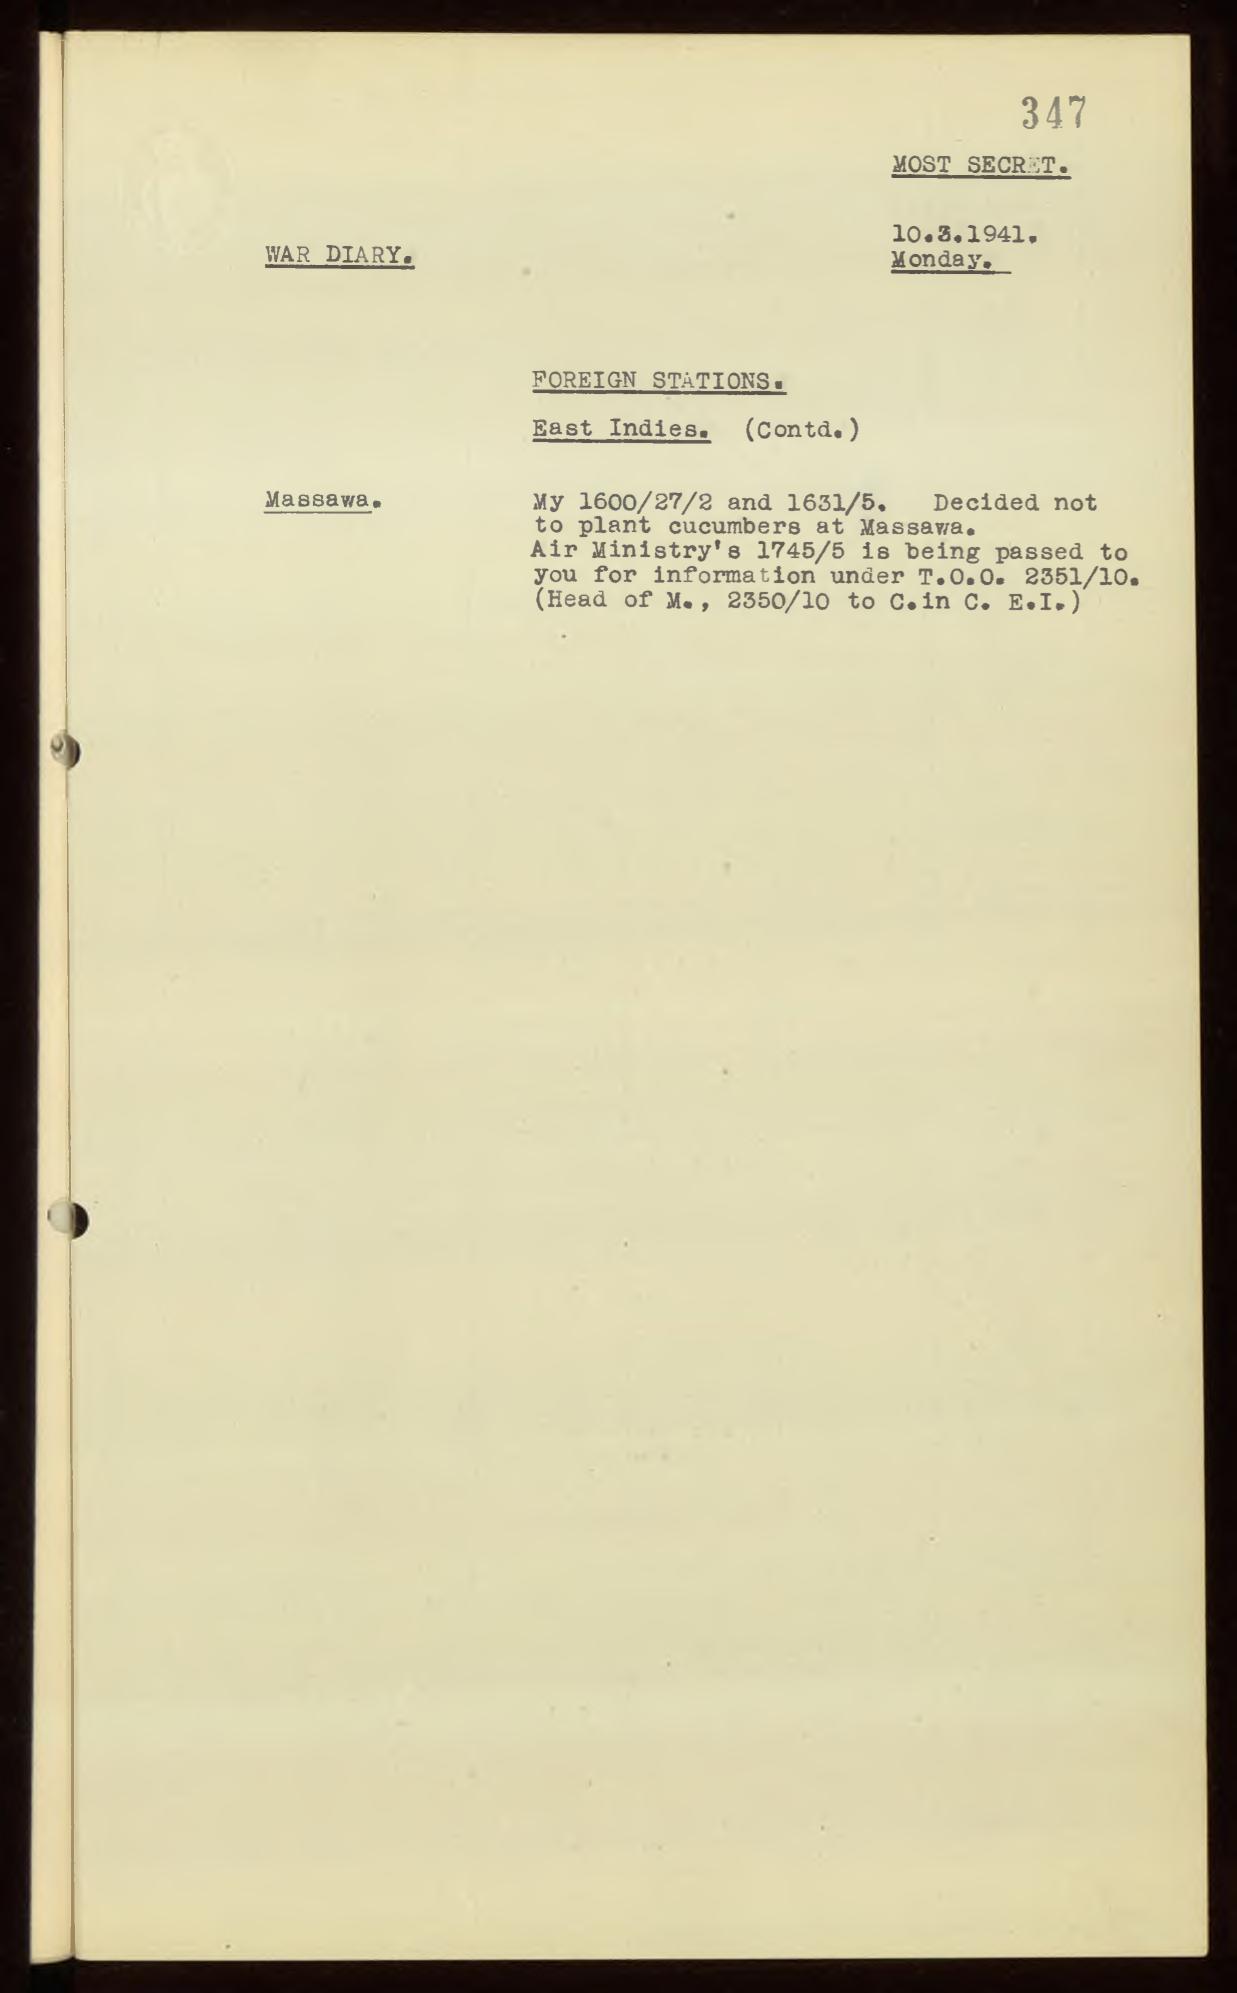 347
MOST SECRET.
10.3.1941.
WAR DIARY.
Monday.
FOREIGN STATIONS.
East Indies. (Contd.)
Massawa. My 1600/27/2 and 1631/5. Decided not
to plant cucumbers at Massawa.
Air Ministry's 1745/5 is being passed to
you for information under T.O.O. 2351/10.
(Head of M., 2350/10 to C.in C. E.I.)